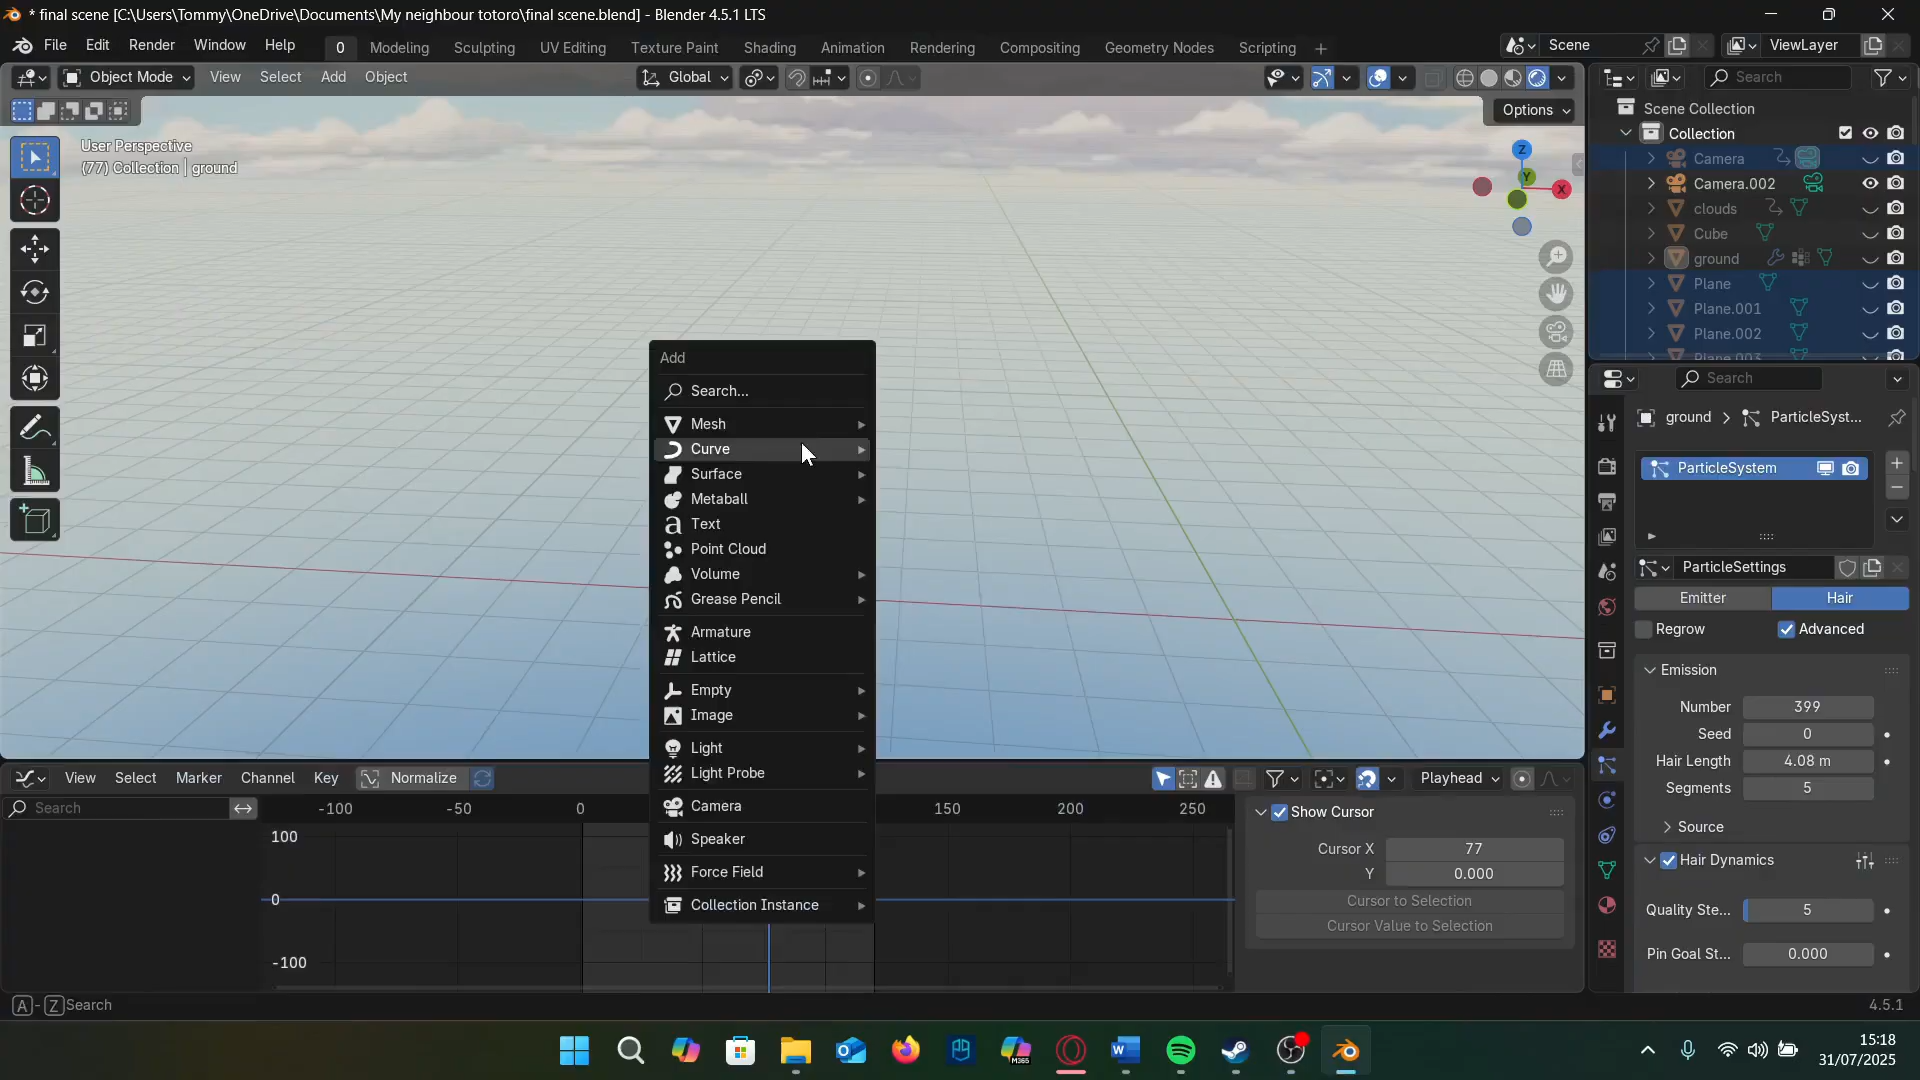 * final scene [C:\Users\Tommy\OneDrive\Documents\My neighbour totoro\final scene.blend] - Blender 4.5.1 LTS
File Edit Render Window Help 0 Modeling Sculpting UV Editing Texture Paint Shading Animation Rendering Compositing Geometry Nodes Scripting + Scene ViewLayer
Object Mode View Select Add Object Global Search
Options
User Perspective
(77) Collection | ground
Z
Y
X
Scene Collection
Collection
Camera
Camera.002
clouds
Cube
ground
Plane
Plane.001
Plane.002
Plane.003
Add
Search...
Mesh
Curve
Surface
Metaball
Text
Point Cloud
Volume
Grease Pencil
Armature
Lattice
Empty
Image
Light
Light Probe
Camera
Speaker
Force Field
Collection Instance
Search
ground > ParticleSyst...
ParticleSystem
ParticleSettings
Emitter Hair
Regrow Advanced
Emission
Number 399
Seed 0
Hair Length 4.08 m
Segments 5
Source
Hair Dynamics
Quality Ste... 5
Pin Goal St... 0.000
View Select Marker Channel Key Normalize Playhead
Search
-100 -50 0 150 200 250
100
0
-100
Show Cursor
Cursor X 77
Y 0.000
Cursor to Selection
Cursor Value to Selection
A - Z Search
4.5.1
M365
15:18
31/07/2025